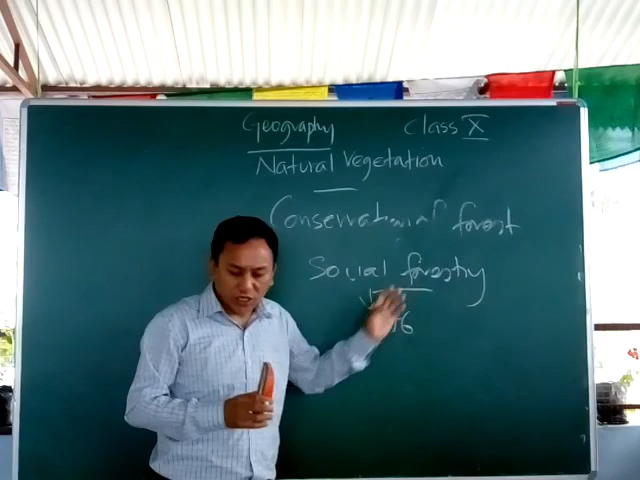 Geography Class X
Natural Vegetation
Conservation of forest
Social forestry